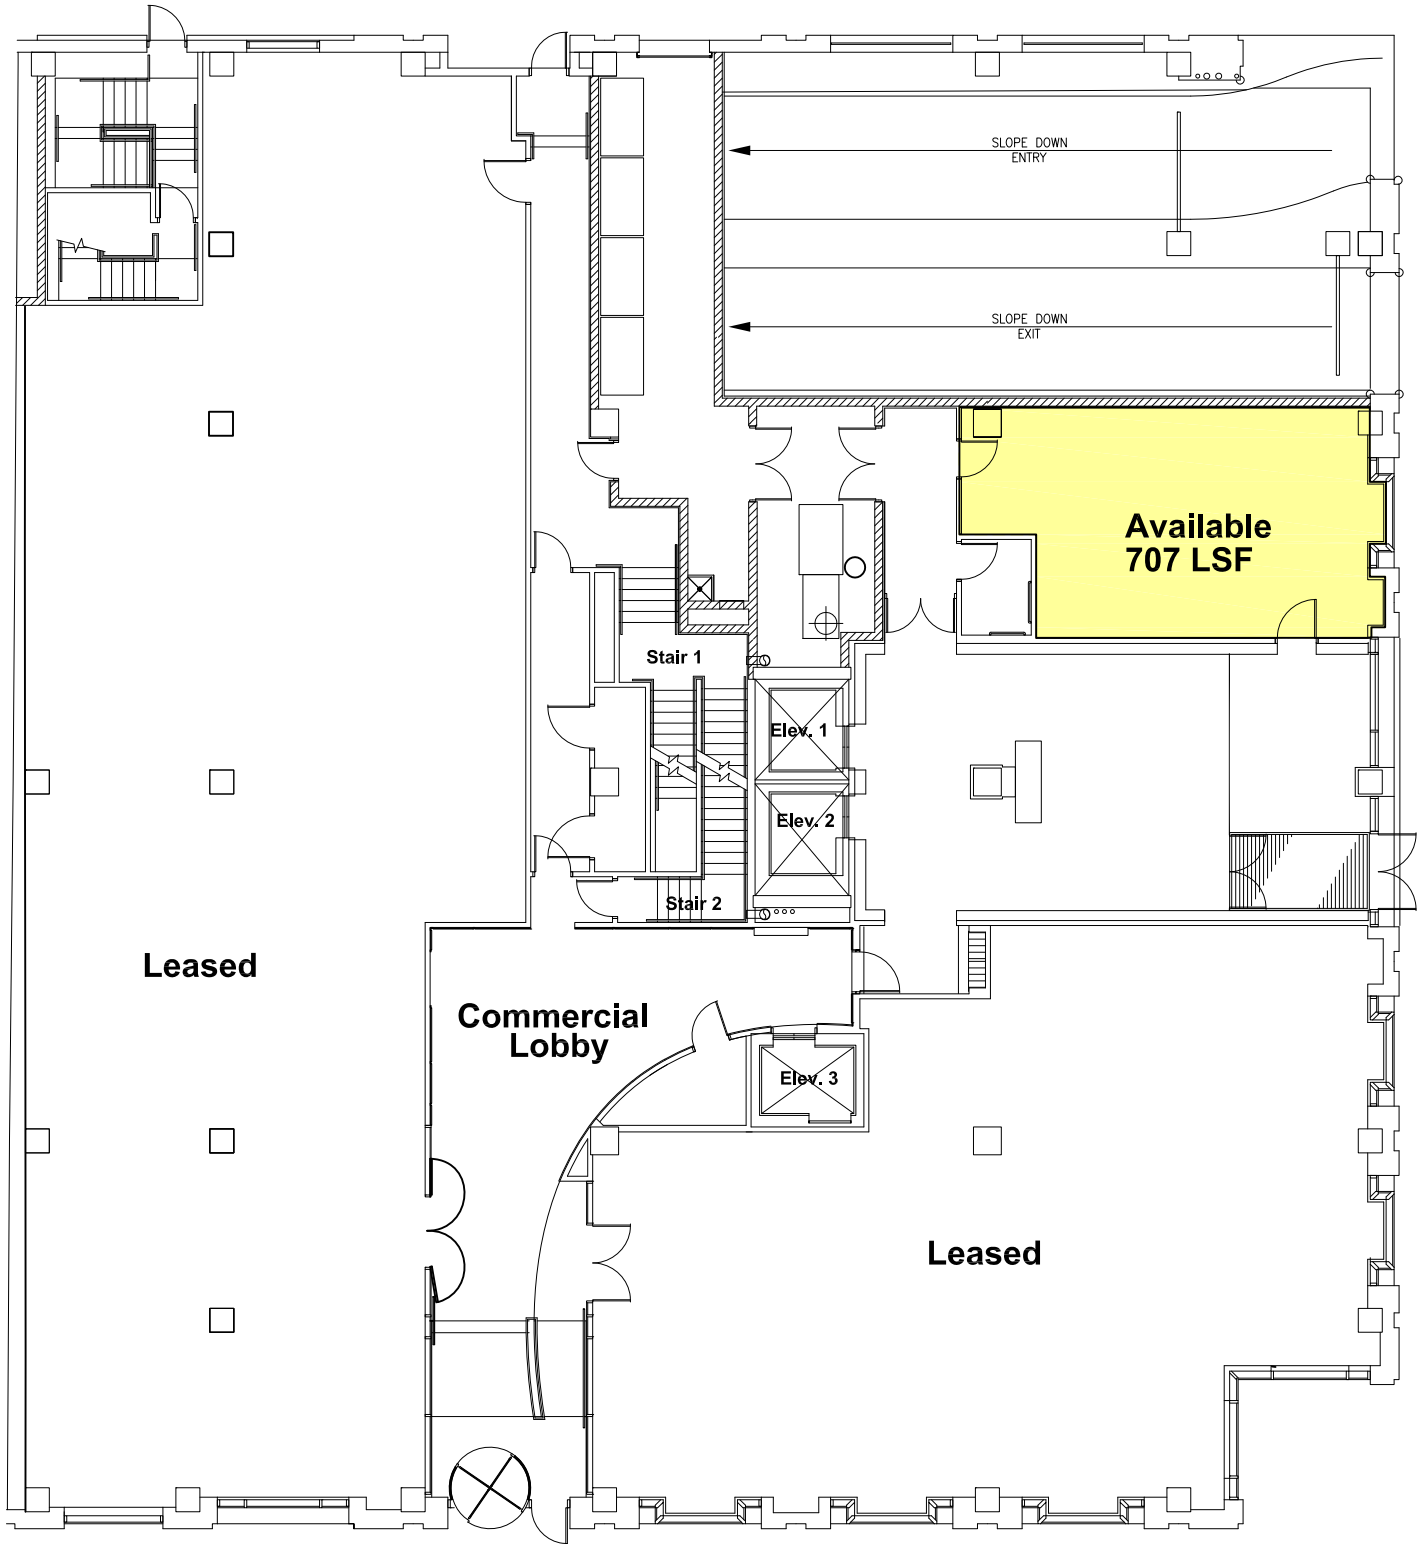 SLOPE DOWN
ENTRY
SLOPE DOWN
EXIT
Available
707 LSF
Stair 1
Elev. 1
Elev. 2
Stair 2
Leased
Commercial
Lobby
Elev. 3
Leased